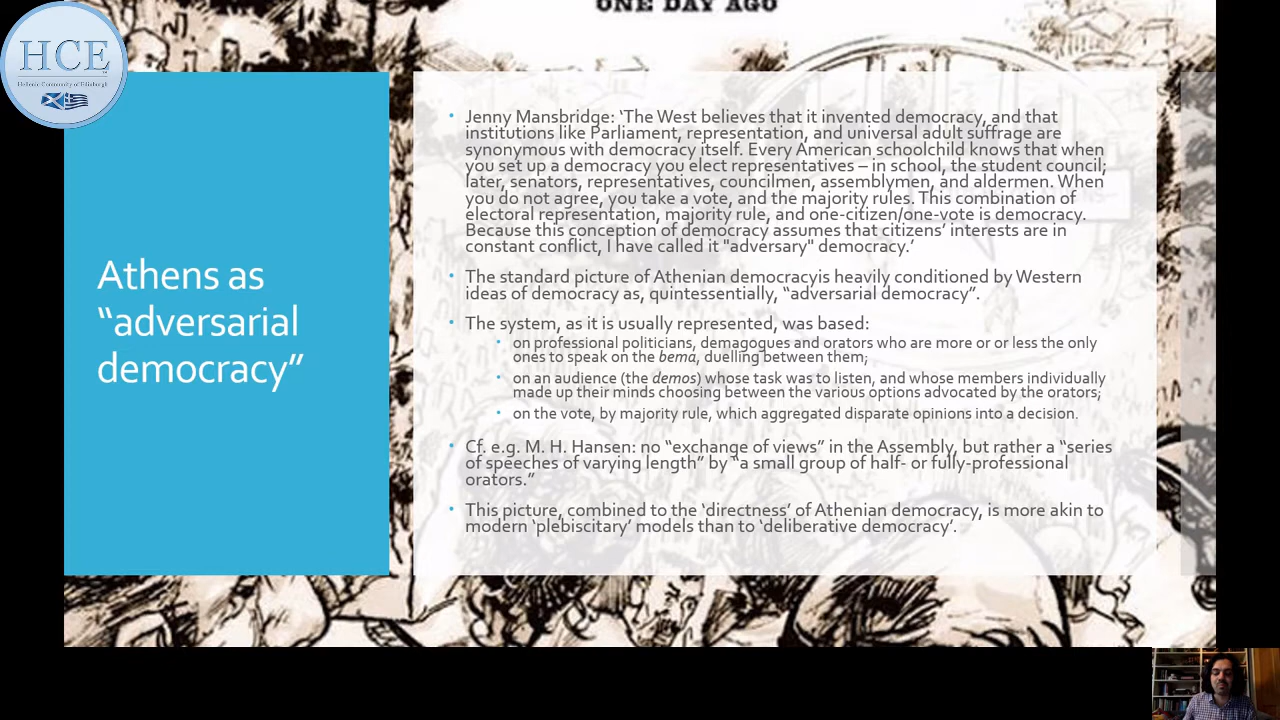 ONE DAY AGO
HCE
Hellenic Community of Edinburgh
Athens as
“adversarial
democracy”
• Jenny Mansbridge: ‘The West believes that it invented democracy, and that
institutions like Parliament, representation, and universal adult suffrage are
synonymous with democracy itself. Every American schoolchild knows that when
you set up a democracy you elect representatives – in school, the student council;
later, senators, representatives, councilmen, assemblymen, and aldermen. When
you do not agree, you take a vote, and the majority rules. This combination of
electoral representation, majority rule, and one-citizen/one-vote is democracy.
Because this conception of democracy assumes that citizens’ interests are in
constant conflict, I have called it "adversary" democracy.’
• The standard picture of Athenian democracyis heavily conditioned by Western
ideas of democracy as, quintessentially, “adversarial democracy”.
• The system, as it is usually represented, was based:
• on professional politicians, demagogues and orators who are more or or less the only
ones to speak on the bema, duelling between them;
• on an audience (the demos) whose task was to listen, and whose members individually
made up their minds choosing between the various options advocated by the orators;
• on the vote, by majority rule, which aggregated disparate opinions into a decision.
• Cf. e.g. M. H. Hansen: no “exchange of views” in the Assembly, but rather a “series
of speeches of varying length” by “a small group of half- or fully-professional
orators.”
• This picture, combined to the ‘directness’ of Athenian democracy, is more akin to
modern ‘plebiscitary’ models than to ‘deliberative democracy’.